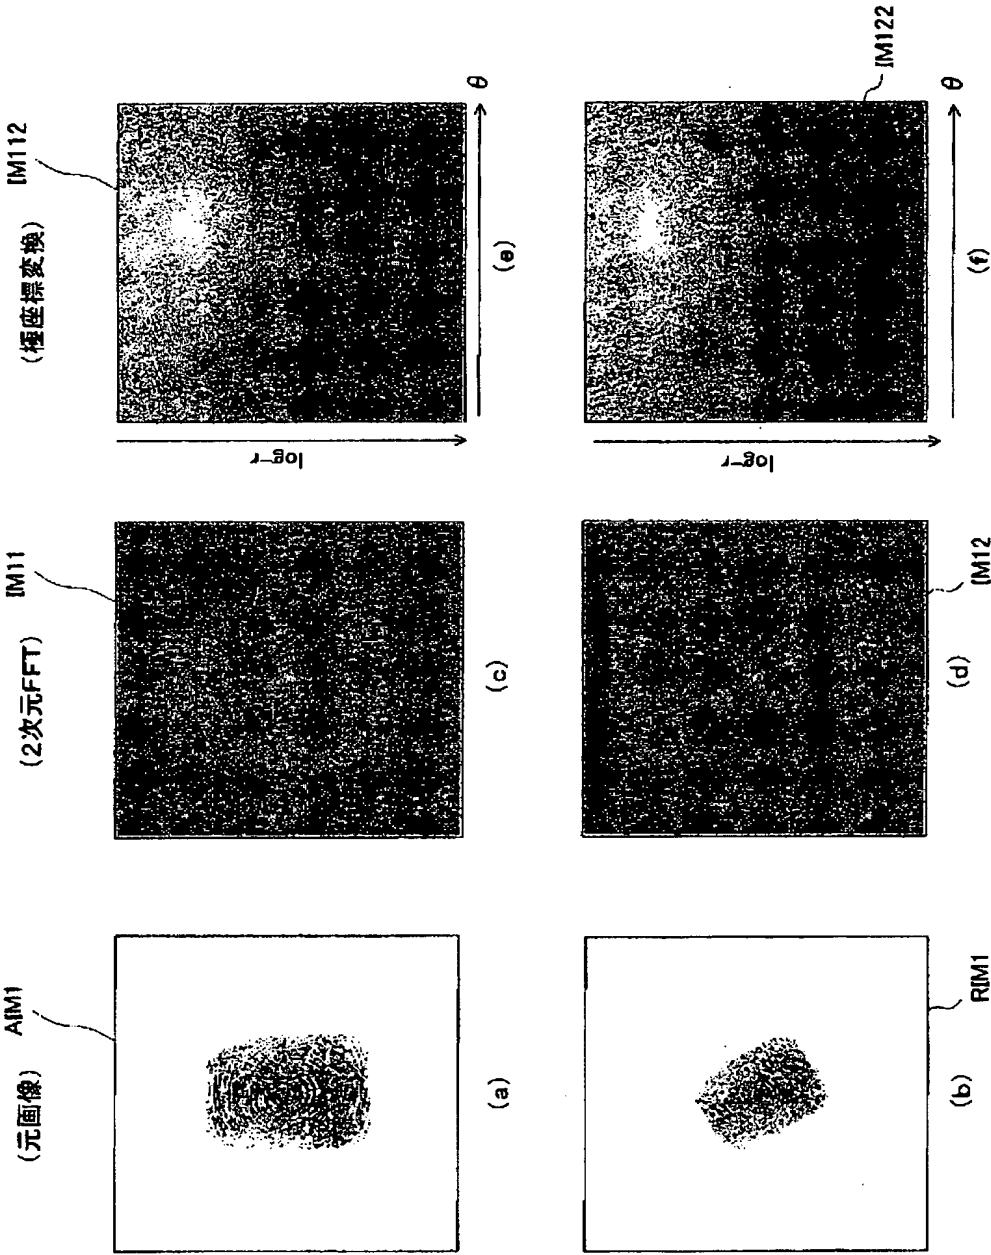 (元画像)
AIM1
(a)
RIM1
(b)
(2次元FFT)
IM11
(c)
IM12
(d)
(極座標変換)
IM112
log-r
θ
(e)
IM122
log-r
θ
(f)